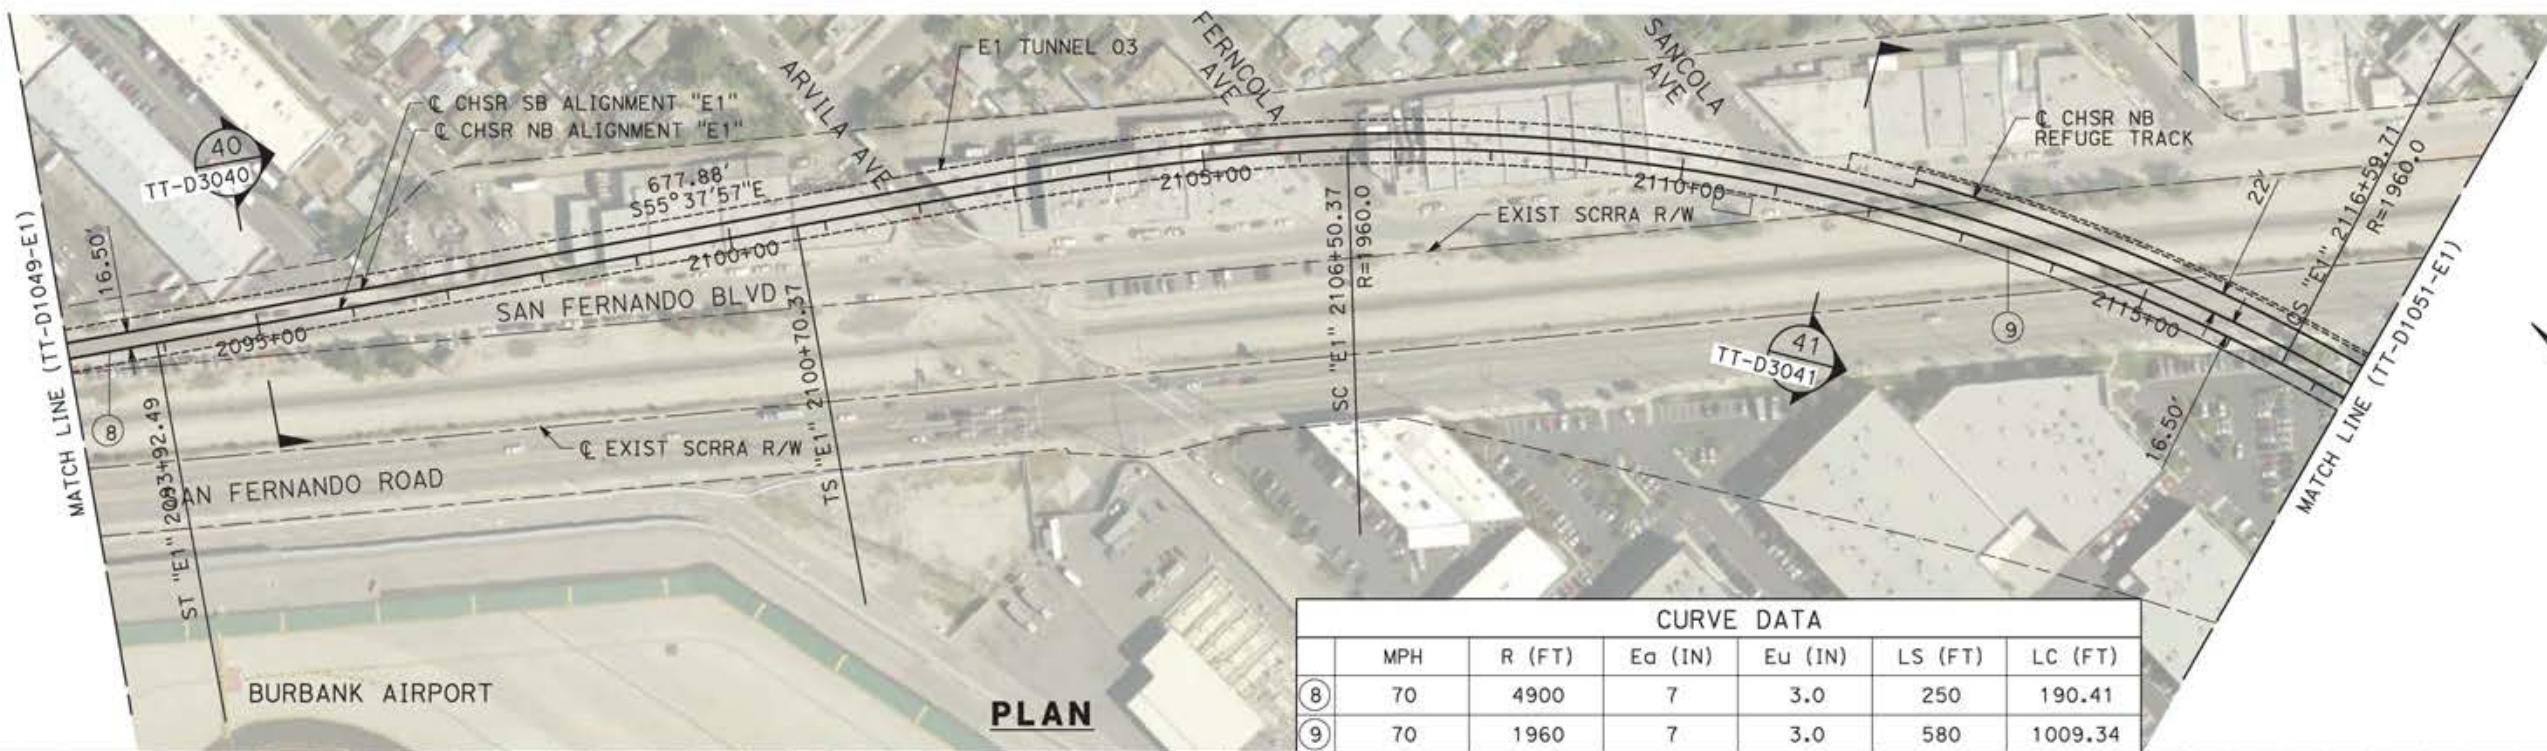 MATCH LINE (TT-D1049-E1)
40
TT-D3040
℄ CHSR SB ALIGNMENT "E1"
℄ CHSR NB ALIGNMENT "E1"
ARVILA AVE
E1 TUNNEL 03
FERNCOLA
AVE
SANCOLA
AVE
℄ CHSR NB
REFUGE TRACK
677.88'
S55°37'57"E
16.50'
2095+00
2100+00
2105+00
2110+00
2115+00
SAN FERNANDO BLVD
EXIST SCRRA R/W
22'
CS "E1" 2116+59.71
R=1960.0
8
ST "E1" 2093+92.49
TS "E1" 2100+70.37
SC "E1" 2106+50.37
R=1960.0
9
41
TT-D3041
16.50'
MATCH LINE (TT-D1051-E1)
℄ EXIST SCRRA R/W
SAN FERNANDO ROAD
BURBANK AIRPORT
PLAN
CURVE DATA
MPH R (FT) Ea (IN) Eu (IN) LS (FT) LC (FT)
8 70 4900 7 3.0 250 190.41
9 70 1960 7 3.0 580 1009.34